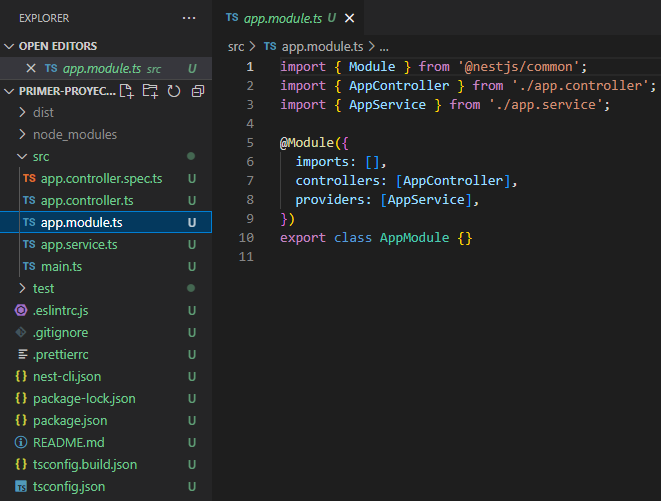 EXPLORER ...
OPEN EDITORS
app.module.ts src U
PRIMER-PROYEC...
dist
node_modules
src
TS app.controller.spec.ts U
TS app.controller.ts U
TS app.module.ts U
TS app.service.ts U
TS main.ts U
test
.eslintrc.js U
.gitignore U
.prettierrc U
{} nest-cli.json U
{} package-lock.json U
{} package.json U
README.md U
{} tsconfig.build.json U
TS tsconfig.json U
TS app.module.ts U
src > TS app.module.ts > ...
1 import { Module } from '@nestjs/common';
2 import { AppController } from './app.controller';
3 import { AppService } from './app.service';
4
5 @Module({
6   imports: [],
7   controllers: [AppController],
8   providers: [AppService],
9 })
10 export class AppModule {}
11